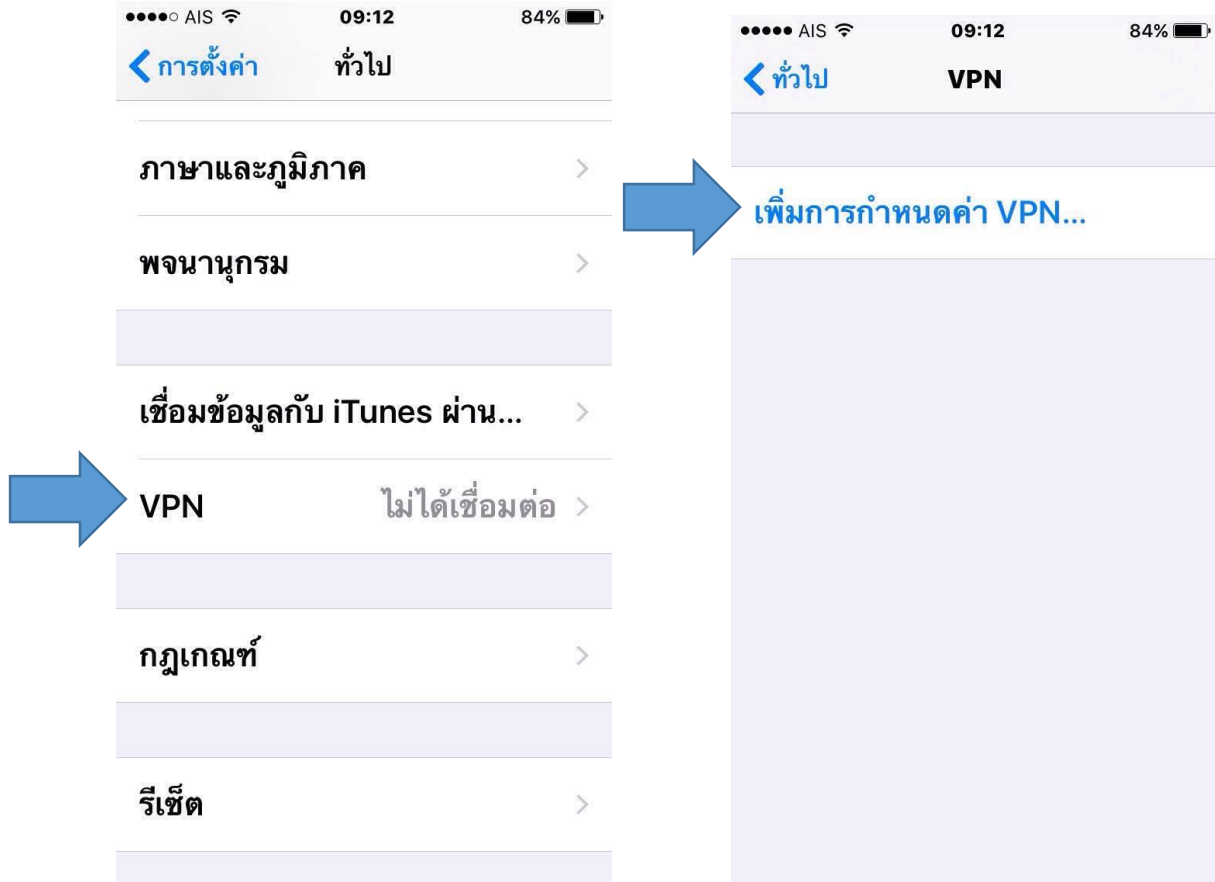 AIS 09:12 84%
การตั้งค่า ทั่วไป
ภาษาและภูมิภาค
พจนานุกรม
เชื่อมข้อมูลกับ iTunes ผ่าน...
VPN ไม่ได้เชื่อมต่อ
กฎเกณฑ์
รีเซ็ต
AIS 09:12 84%
ทั่วไป VPN
เพิ่มการกำหนดค่า VPN...